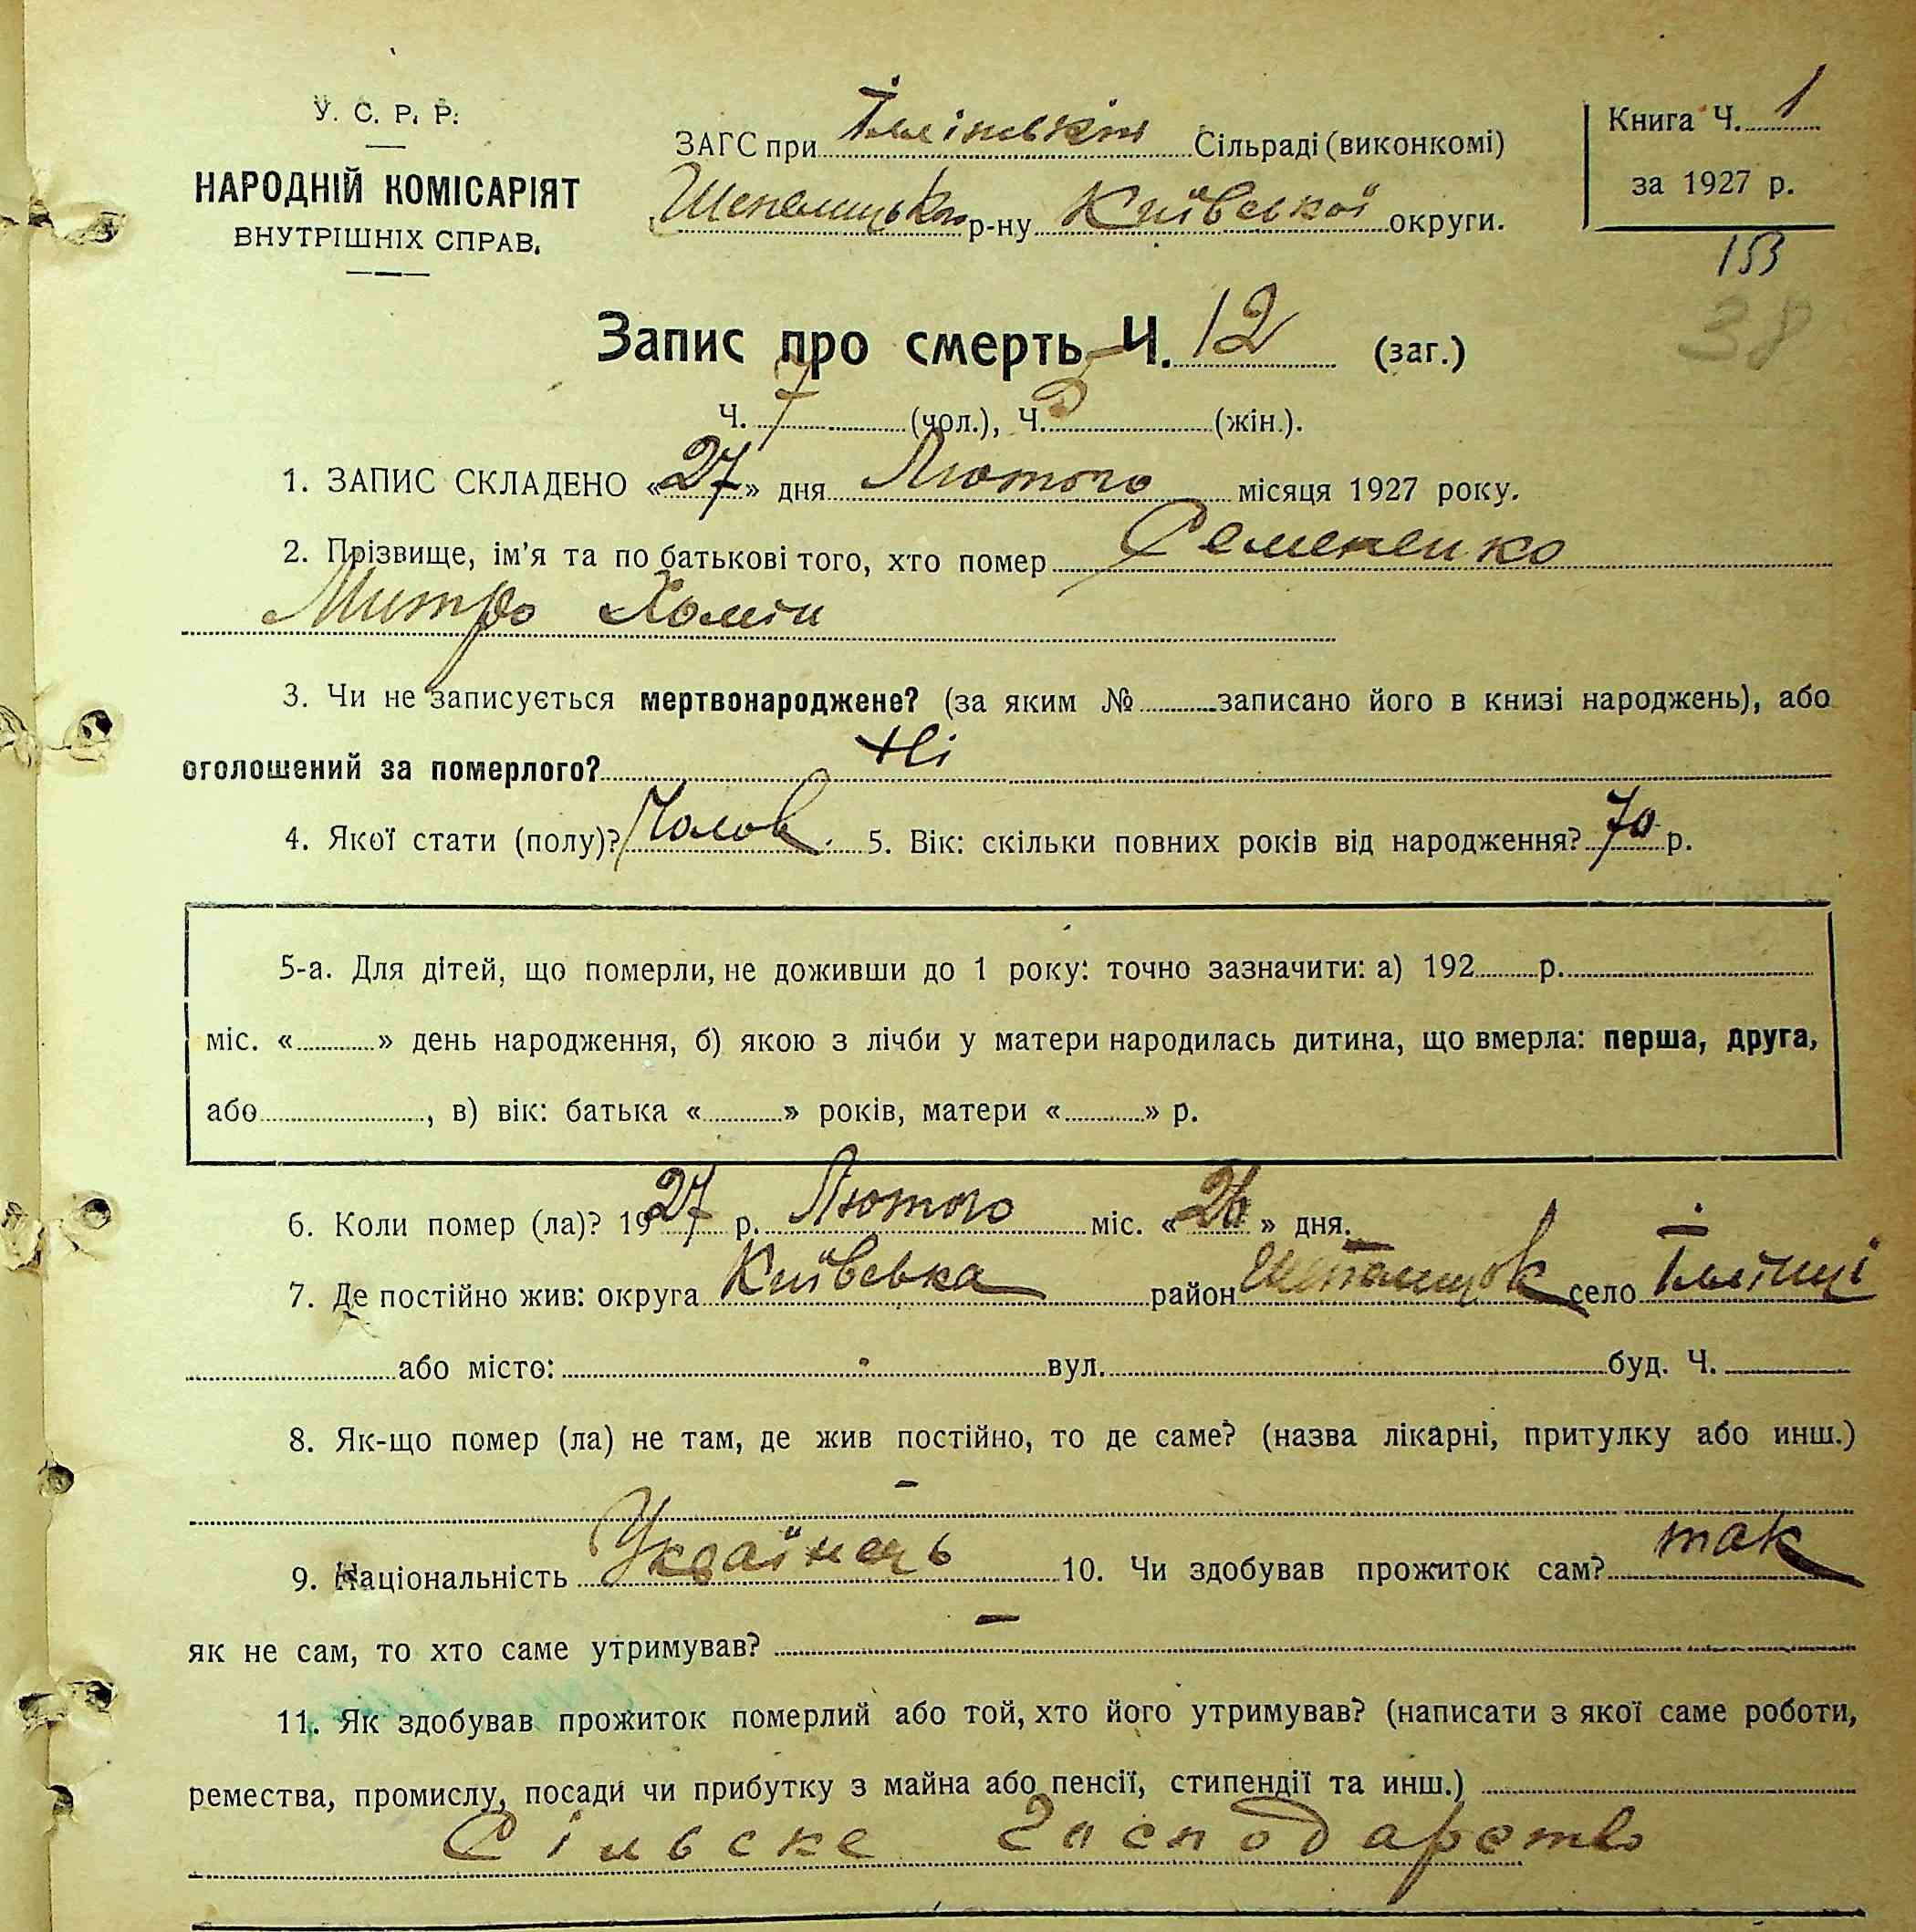 У. С. Р. Р.
НАРОДНІЙ КОМІСАРІЯТ
ВНУТРІШНІХ СПРАВ.
ЗАГС при Іллінській Сільраді (виконкомі)
Шепелицького р-ну Київської округи.
Книга Ч. 1
за 1927 р.
153
38
Запис про смерть Ч. 12 (заг.)
Ч. 7 (чол.), Ч. 5 (жін.).
1. ЗАПИС СКЛАДЕНО «27» дня Лютого місяця 1927 року.
2. Прізвище, ім'я та по батькові того, хто помер Семененко
Митро Хомін
3. Чи не записується мертвонароджене? (за яким № записано його в книзі народжень), або
оголошений за померлого? Ні
4. Якої стати (полу)? Чолов. 5. Вік: скільки повних років від народження? 70 р.
5-а. Для дітей, що померли, не доживши до 1 року: точно зазначити: а) 192 р.
міс. « » день народження, б) якою з лічби у матери народилась дитина, що вмерла: перша, друга,
або , в) вік: батька « » років, матери « » р.
6. Коли помер (ла)? 1927 р. Лютого міс. «26» дня.
7. Де постійно жив: округа Київська район Шепелицьк село Іллінці
або місто: вул. буд. Ч.
8. Як-що помер (ла) не там, де жив постійно, то де саме? (назва лікарні, притулку або инш.)
–
9. Національність Українець 10. Чи здобував прожиток сам? так
як не сам, то хто саме утримував? –
11. Як здобував прожиток померлий або той, хто його утримував? (написати з якої саме роботи,
ремества, промислу, посади чи прибутку з майна або пенсії, стипендії та инш.)
Сільске Господарство